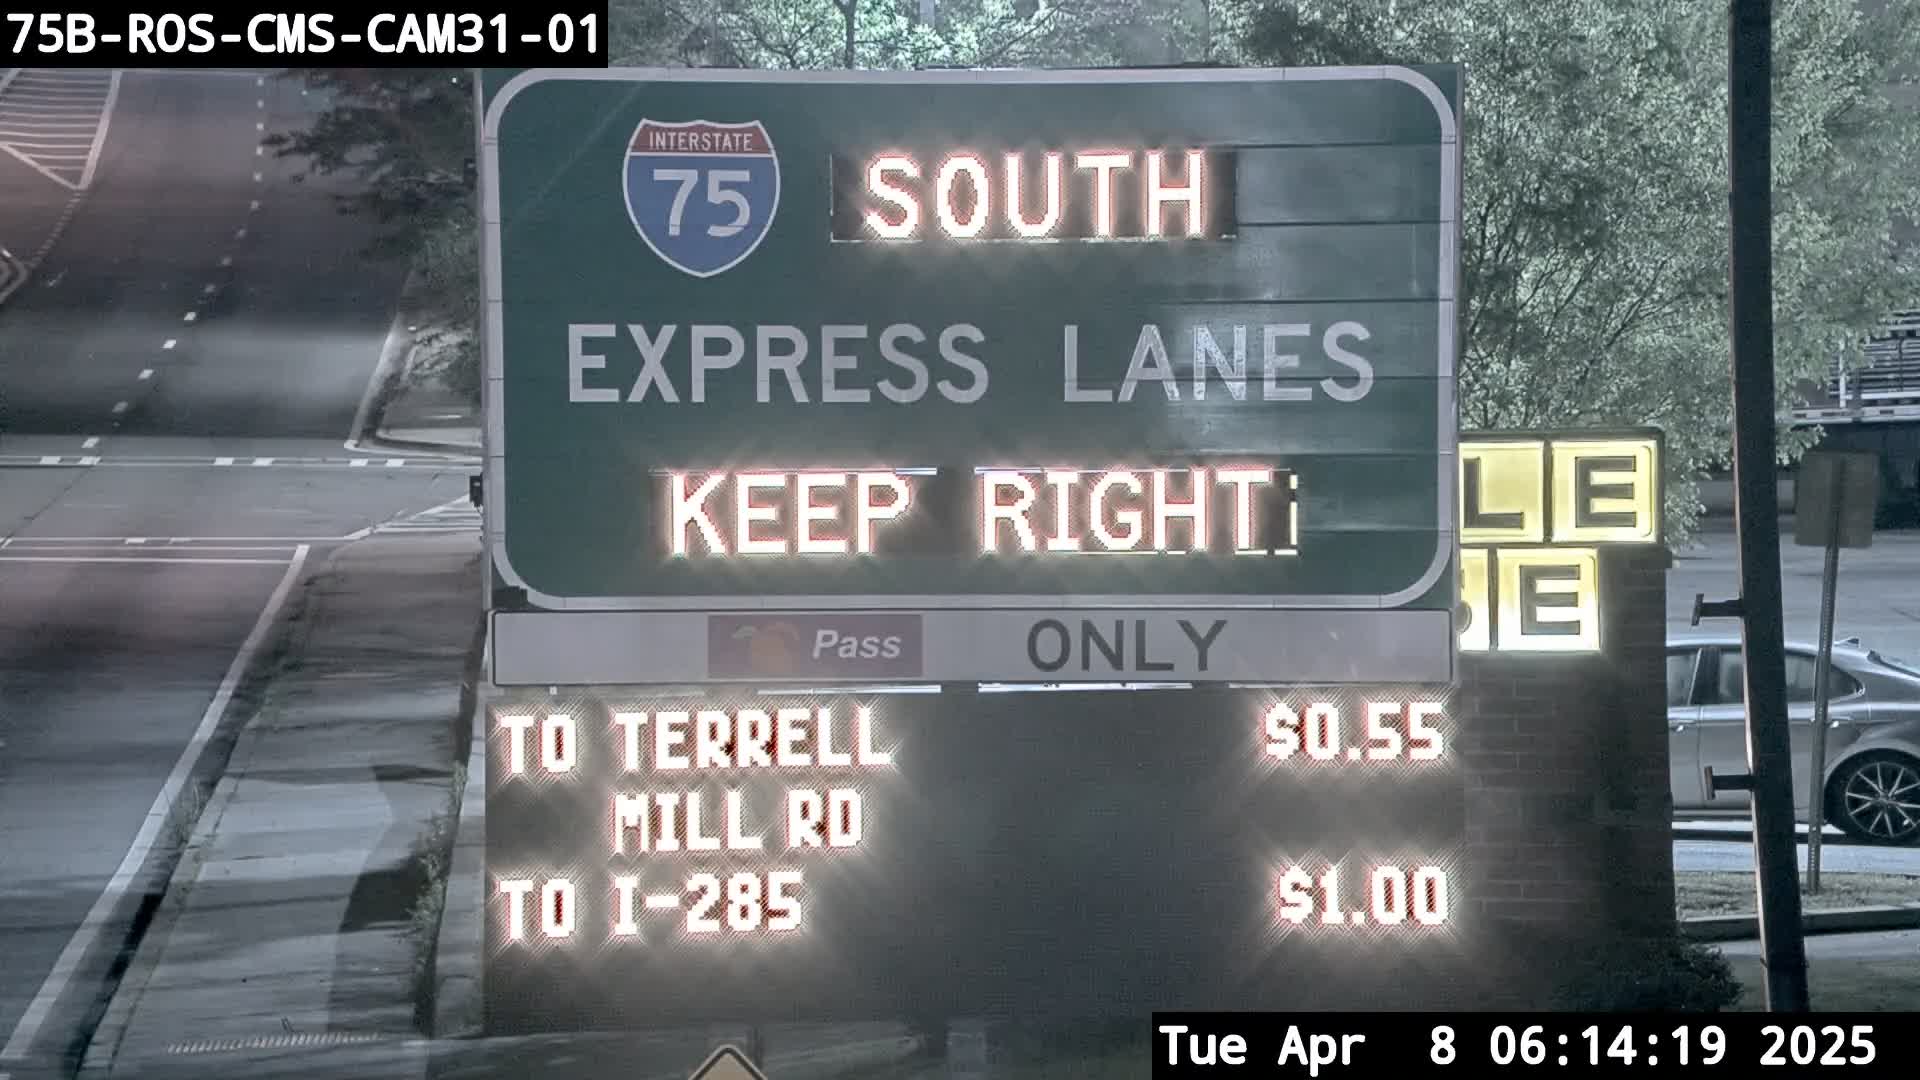 75B-ROS-CMS-CAM31-01
INTERSTATE
75
SOUTH
EXPRESS LANES
KEEP RIGHT
Pass ONLY
TO TERRELL $0.55
MILL RD
TO I-285 $1.00
LE
E
Tue Apr 8 06:14:19 2025